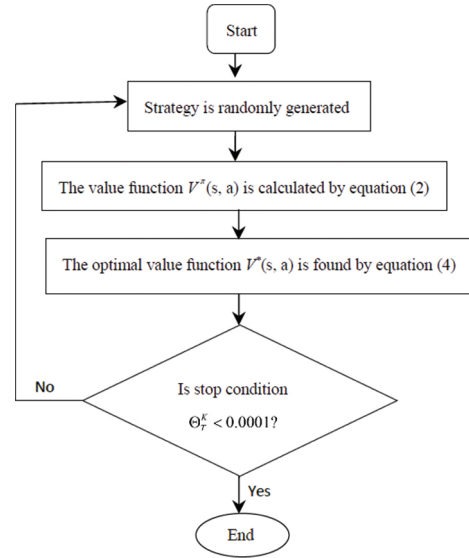 Start
Strategy is randomly generated
The value function V^π(s, a) is calculated by equation (2)
The optimal value function V^*(s, a) is found by equation (4)
Is stop condition
Θ_τ^K < 0.0001?
No
Yes
End